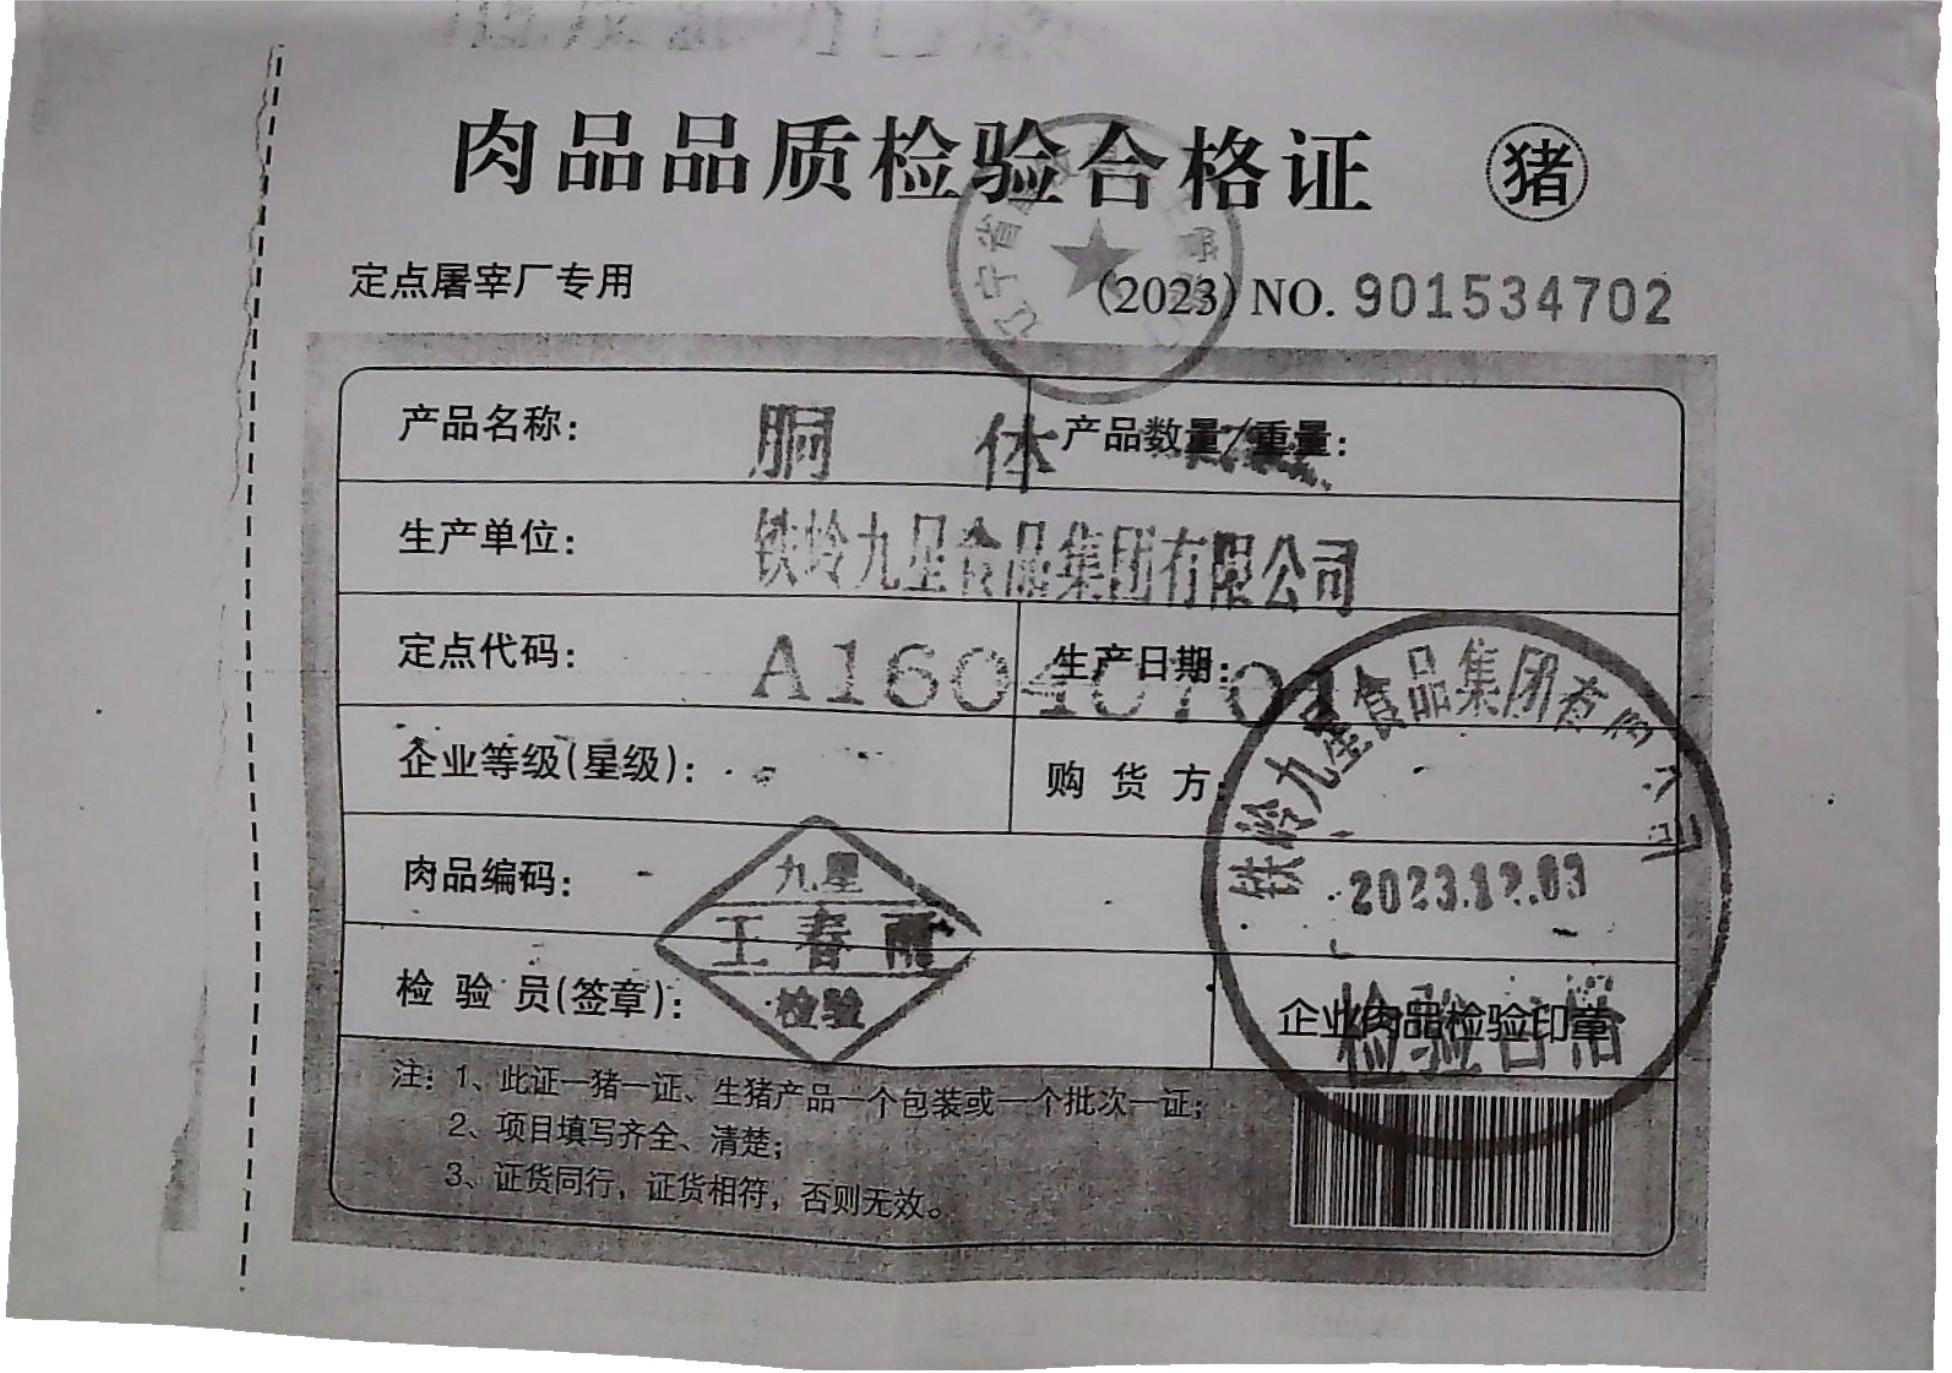 肉品品质检验合格证 猪
定点屠宰厂专用 (2023) NO. 901534702
产品名称: 胴 体 产品数量/重量:
生产单位: 铁岭九星食品集团有限公司
定点代码: A16040701 生产日期:
企业等级(星级): 购 货 方:
铁岭九星食品集团有限公司
肉品编码: 2023.12.03
九星
王春雨
检验
检 验 员(签章): 企业肉品检验印章
检验合格
注: 1、此证一猪一证、生猪产品一个包装或一个批次一证;
2、项目填写齐全、清楚;
3、证货同行, 证货相符, 否则无效。